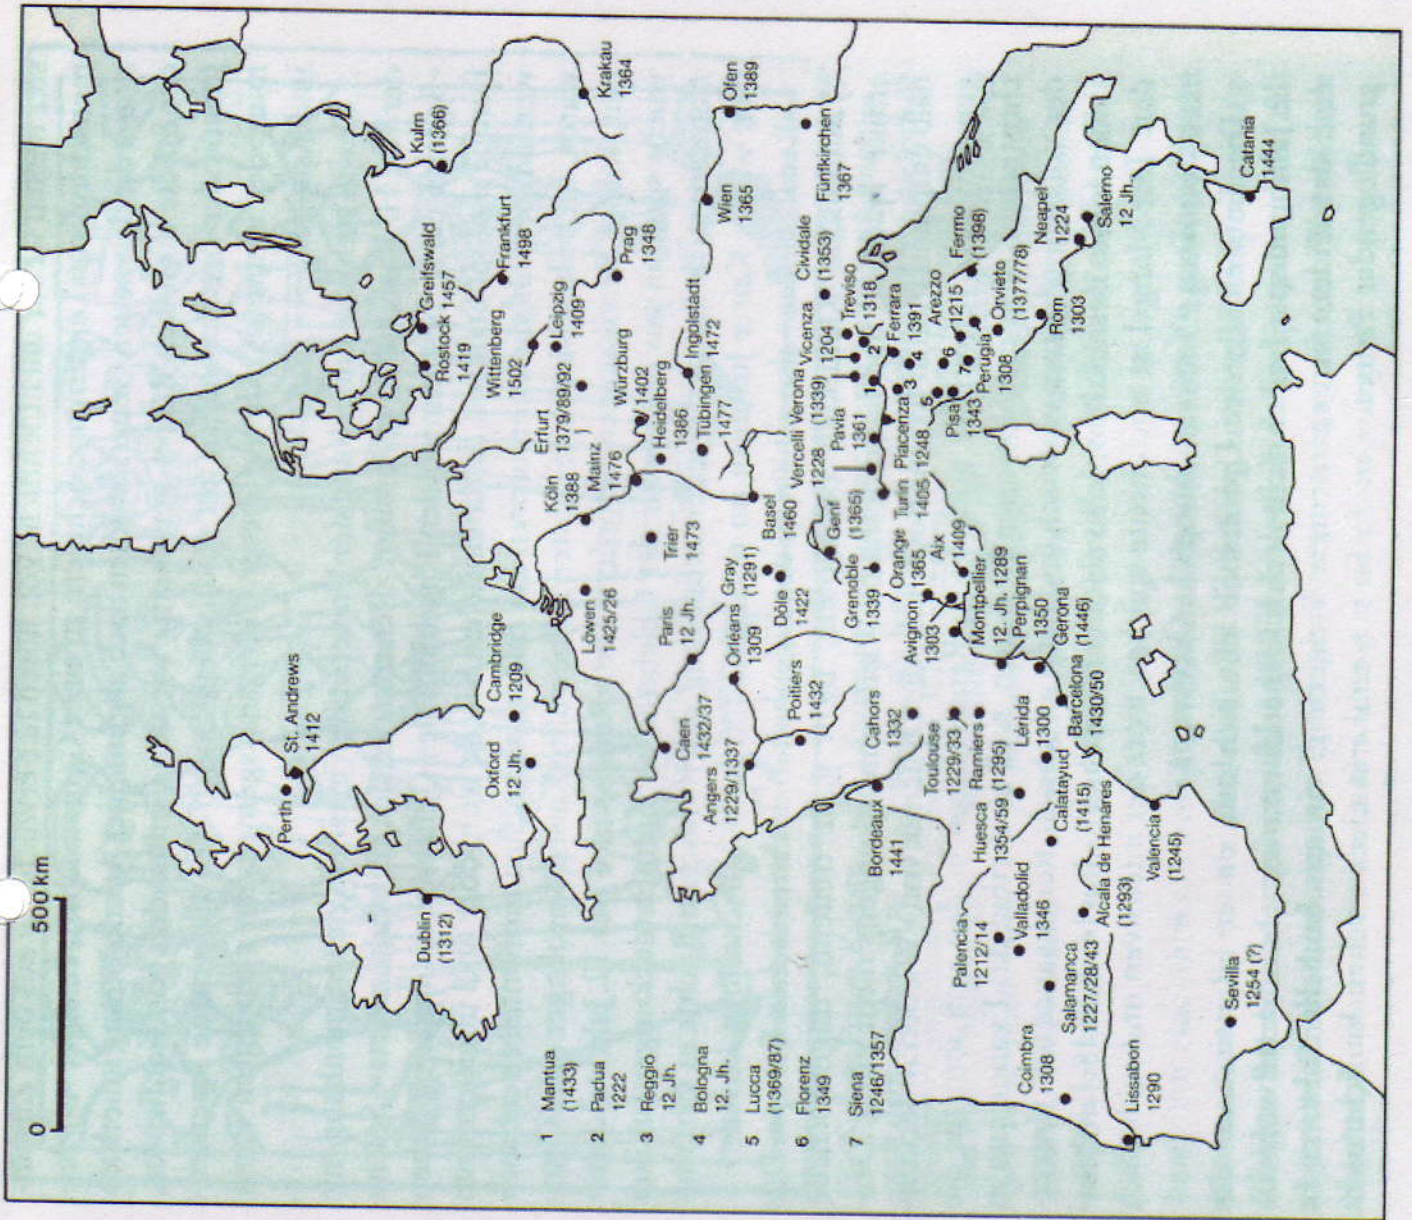 0 500 km
Perth
St. Andrews
1412
Dublin
(1312)
Cambridge
1209
Oxford
12 Jh.
Kulm
(1366)
Greifswald
1457
Rostock
1419
Frankfurt
1498
Wittenberg
1502
Leipzig
1409
Krakau
1364
Prag
1348
Erfurt
1379/89/92
Köln
1388
Mainz
1476
Würzburg
1402
Heidelberg
1386
Löwen
1425/26
Trier
1473
Ingolstadt
1472
Tübingen
1477
Wien
1365
Ofen
1389
Fünfkirchen
1367
Paris
12 Jh.
Caen
1432/37
Angers
1229/1337
Orléans
1309
Gray
(1291)
Dôle
1422
Basel
1460
Poitiers
1432
Genf
(1365)
Grenoble
1339
Cahors
1332
Bordeaux
1441
Avignon
1303
Orange
1365
Aix
1409
Montpellier
12. Jh. 1289
Toulouse
1229/33
Ramiers
(1295)
Perpignan
1350
Gerona
(1446)
Barcelona
1430/50
Lérida
1300
Huesca
1354/59
Calatayud
(1415)
Palencia
1212/14
Valladolid
1346
Alcala de Henares
(1293)
Salamanca
1227/28/43
Valencia
(1245)
Coimbra
1308
Lissabon
1290
Sevilla
1254 (?)
Cividale
(1353)
Treviso
1318
Vicenza
1204
Verona
(1339)
Vercelli
1228
Pavia
1361
Turin
1405
Piacenza
1248
Ferrara
1391
Arezzo
1215
Fermo
(1398)
Orvieto
(1377/78)
Perugia
1308
Pisa
1343
Rom
1303
Neapel
1224
Salerno
12 Jh.
Catania
1444
1
2
3
4
5
6
7
1 Mantua
(1433)
2 Padua
1222
3 Reggio
12 Jh.
4 Bologna
12. Jh.
5 Lucca
(1369/87)
6 Florenz
1349
7 Siena
1246/1357